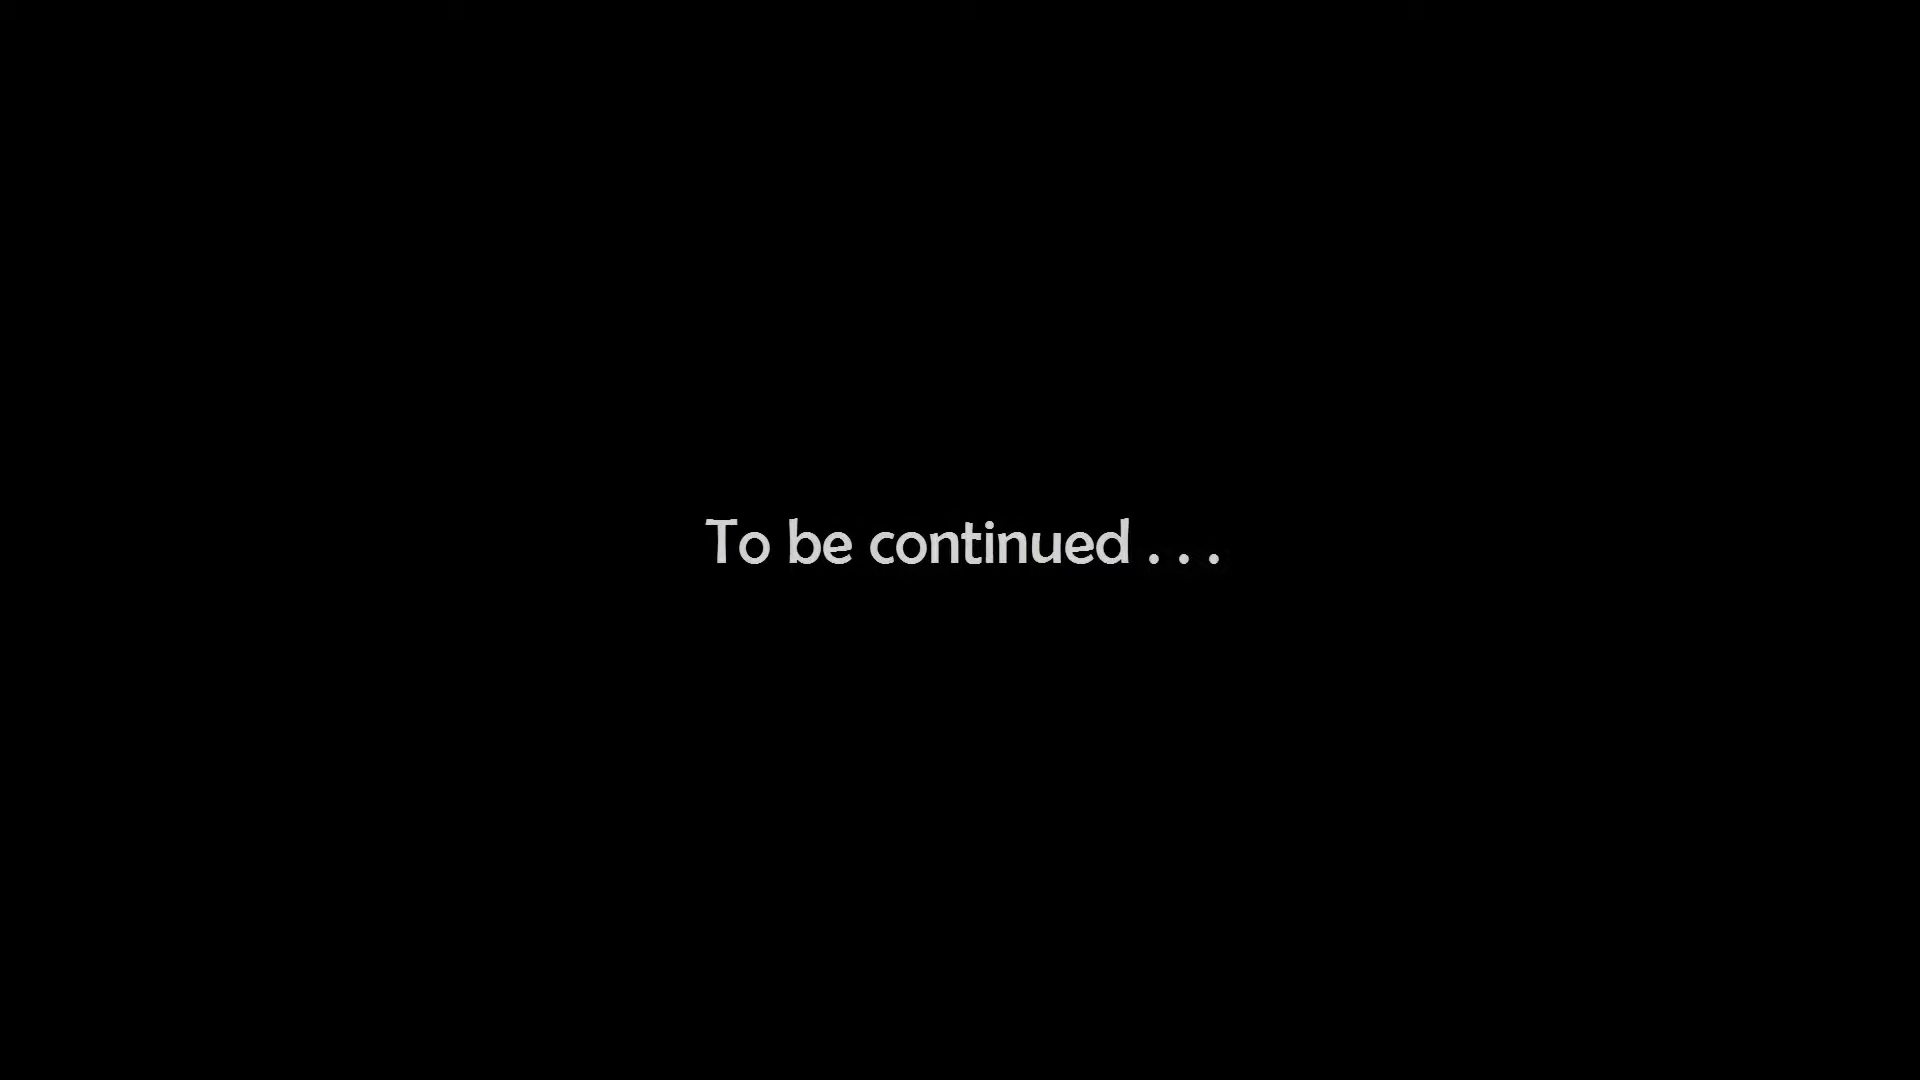 To be continued . . .